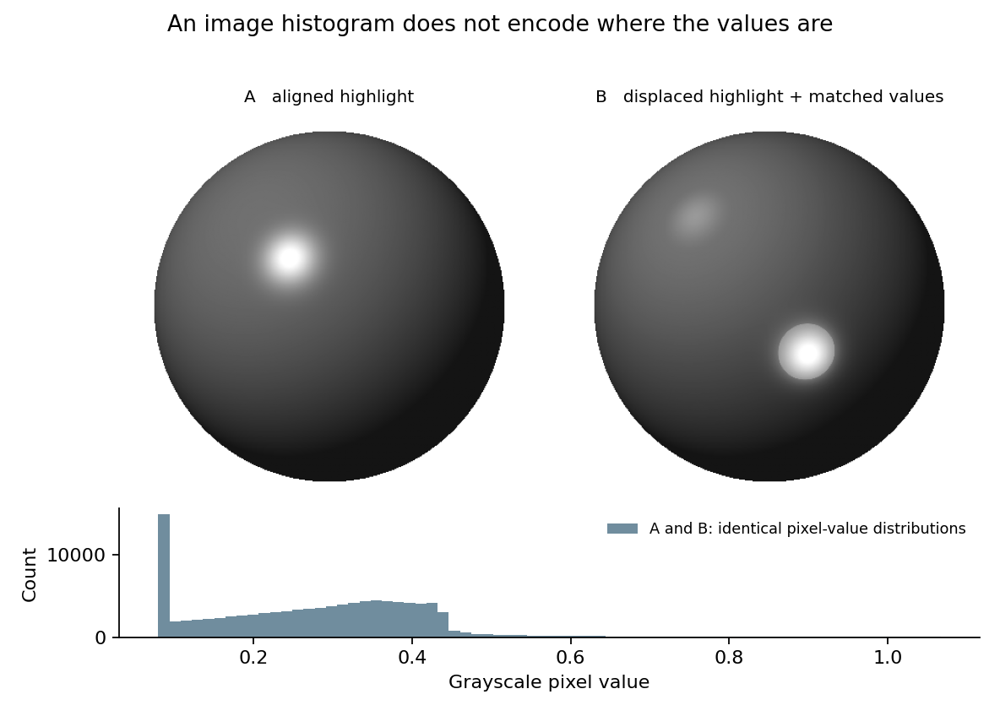 An image histogram does not encode where the values are
A   aligned highlight
B   displaced highlight + matched values
A and B: identical pixel-value distributions
Count
10000
0
0.2
0.4
0.6
0.8
1.0
Grayscale pixel value